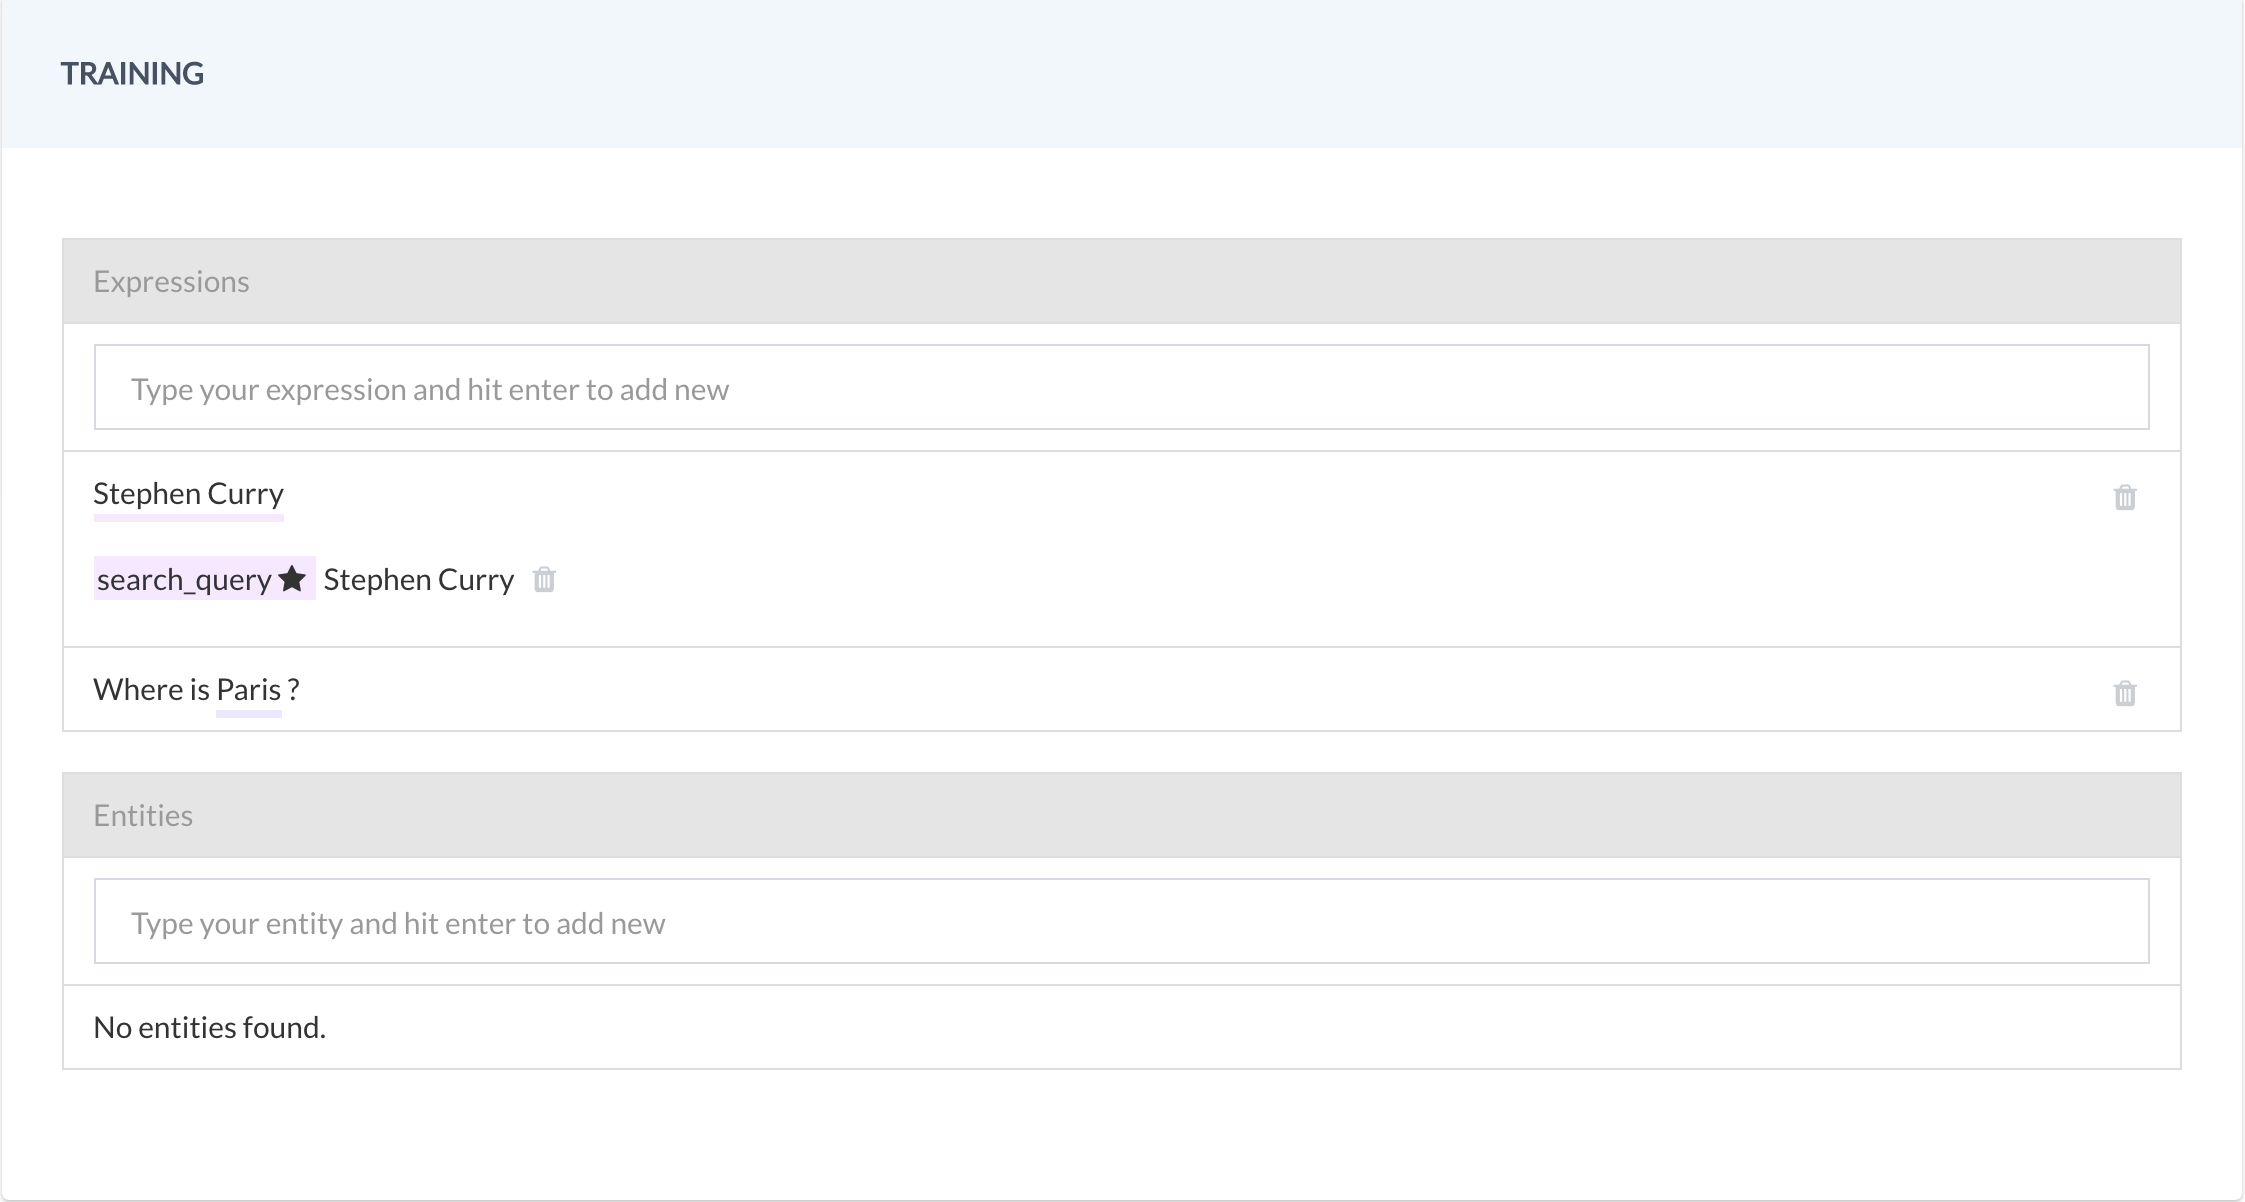 TRAINING
Expressions
Type your expression and hit enter to add new
Stephen Curry
search_query★ Stephen Curry
Where is Paris ?
Entities
Type your entity and hit enter to add new
No entities found.